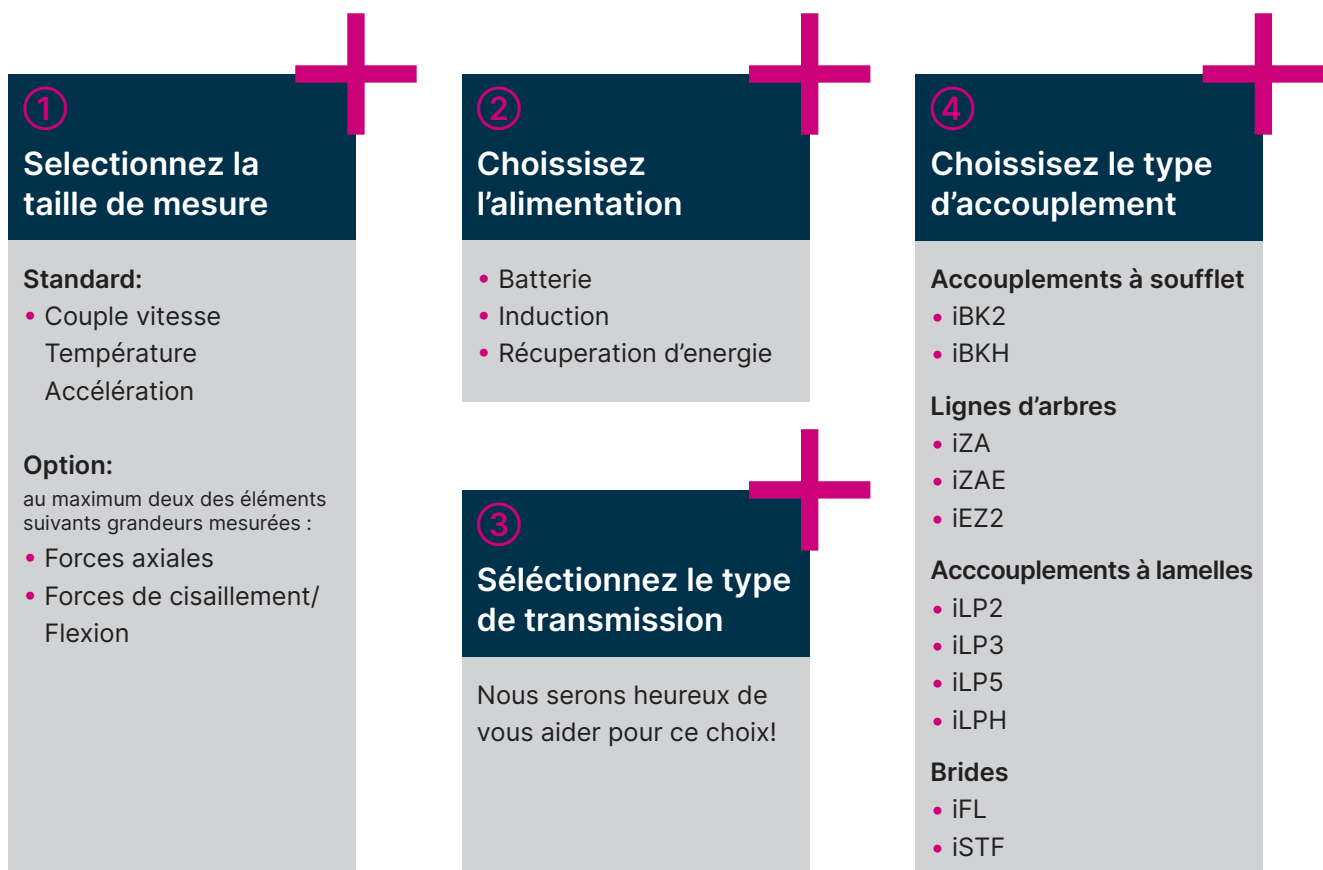 ①
Selectionnez la
taille de mesure
Standard:
• Couple vitesse
Température
Accélération
Option:
au maximum deux des éléments
suivants grandeurs mesurées :
• Forces axiales
• Forces de cisaillement/
Flexion
②
Choissisez
l’alimentation
• Batterie
• Induction
• Récuperation d’energie
③
Séléctionnez le type
de transmission
Nous serons heureux de
vous aider pour ce choix!
④
Choissisez le type
d’accouplement
Accouplements à soufflet
• iBK2
• iBKH
Lignes d’arbres
• iZA
• iZAE
• iEZ2
Acccouplements à lamelles
• iLP2
• iLP3
• iLP5
• iLPH
Brides
• iFL
• iSTF